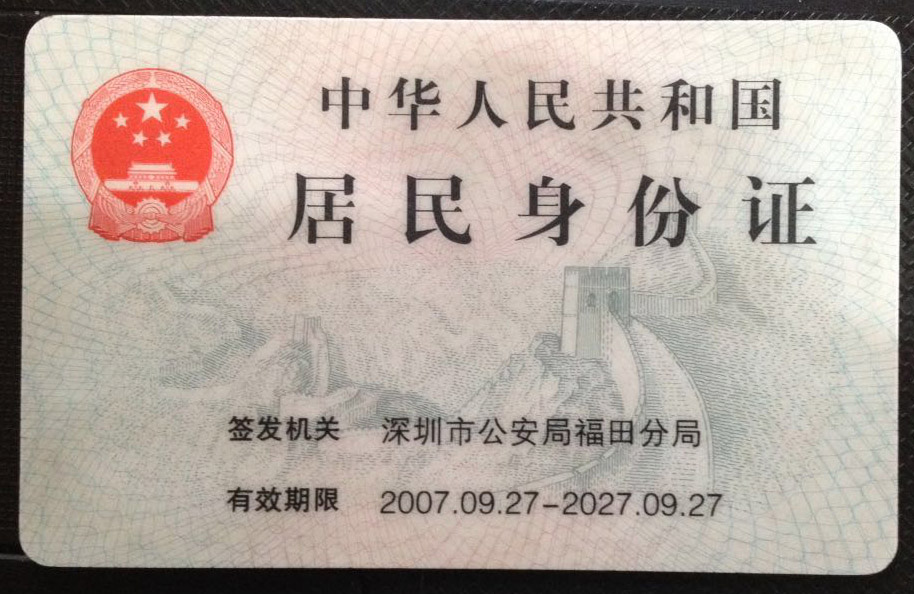 中华人民共和国
居民身份证
签发机关 深圳市公安局福田分局
有效期限 2007.09.27-2027.09.27